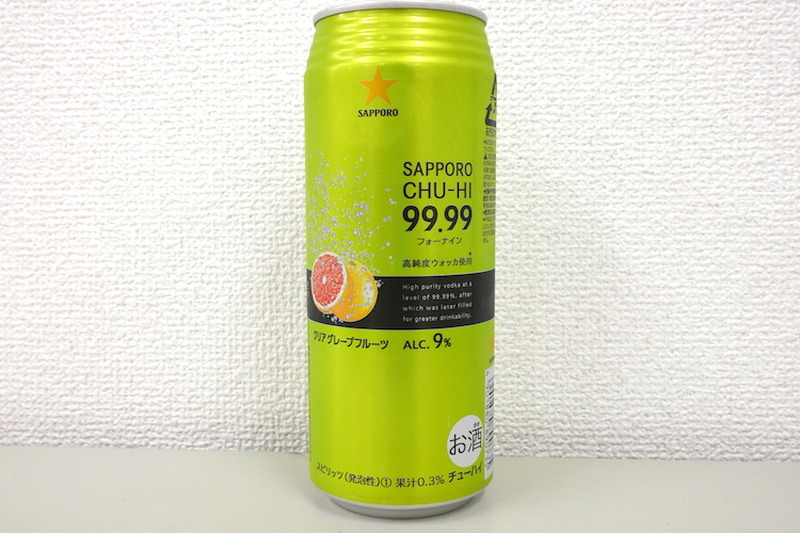 SAPPORO
SAPPORO
CHU-HI
99.99
フォーナイン
高純度ウォッカ使用
High purity vodka at a
level of 99.99%, after
which was later filled
for greater drinkability.
クリア グレープフルーツ
ALC. 9%
お酒
スピリッツ(発泡性)① 果汁0.3% チューハイ